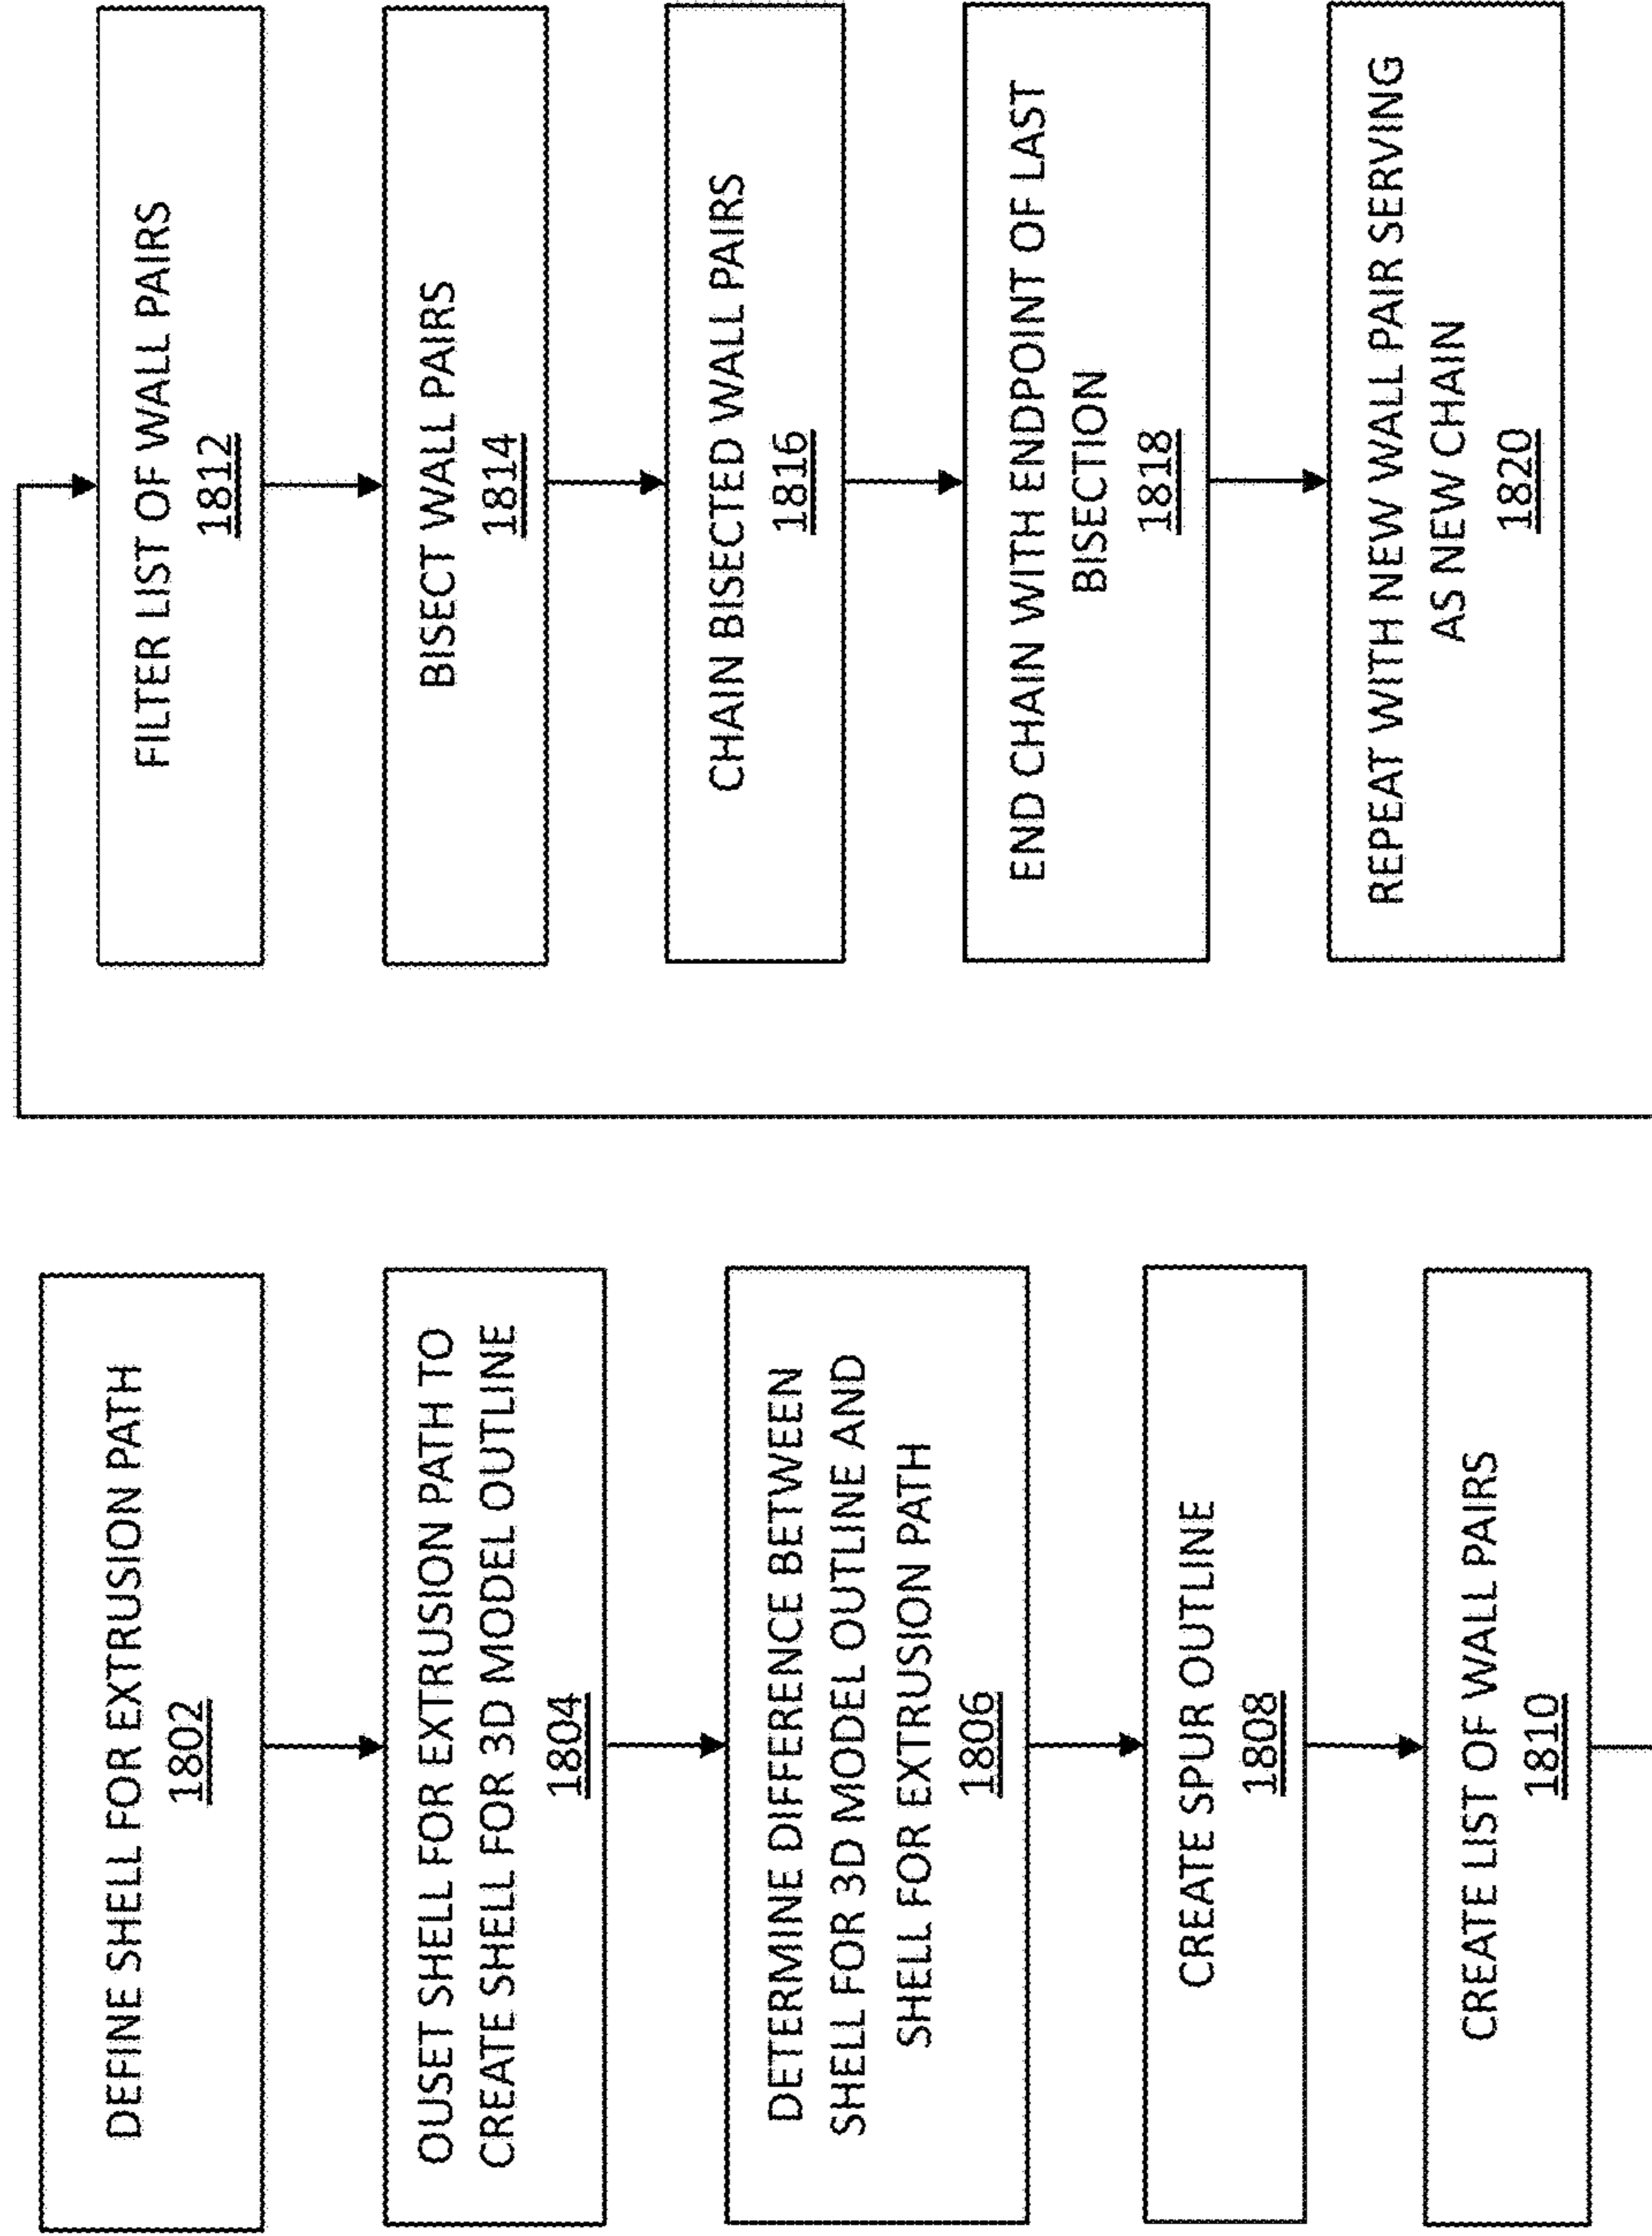 DEFINE SHELL FOR EXTRUSION PATH
1802
OUSET SHELL FOR EXTRUSION PATH TO
CREATE SHELL FOR 3D MODEL OUTLINE
1804
DETERMINE DIFFERENCE BETWEEN
SHELL FOR 3D MODEL OUTLINE AND
SHELL FOR EXTRUSION PATH
1806
CREATE SPUR OUTLINE
1808
CREATE LIST OF WALL PAIRS
1810
FILTER LIST OF WALL PAIRS
1812
BISECT WALL PAIRS
1814
CHAIN BISECTED WALL PAIRS
1816
END CHAIN WITH ENDPOINT OF LAST
BISECTION
1818
REPEAT WITH NEW WALL PAIR SERVING
AS NEW CHAIN
1820